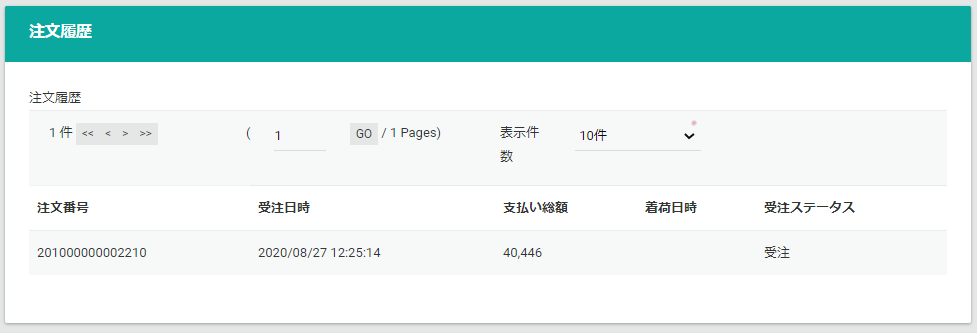 注文履歴
注文履歴
1 件 << < > >> ( 1 GO / 1 Pages) 表示件数 10件 *
注文番号 受注日時 支払い総額 着荷日時 受注ステータス
201000000002210 2020/08/27 12:25:14 40,446 受注